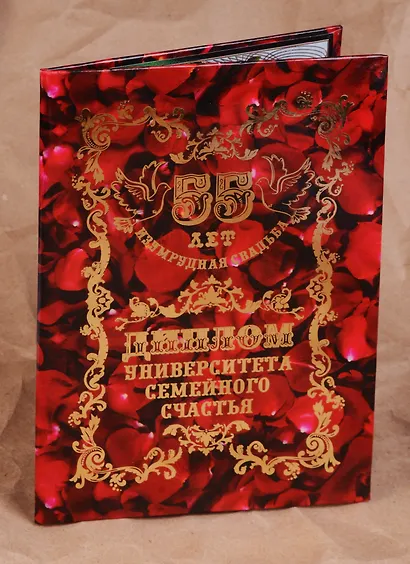 55
ЛЕТ
ИЗУМРУДНАЯ СВАДЬБА
ДИПЛОМ
УНИВЕРСИТЕТА
СЕМЕЙНОГО
СЧАСТЬЯ